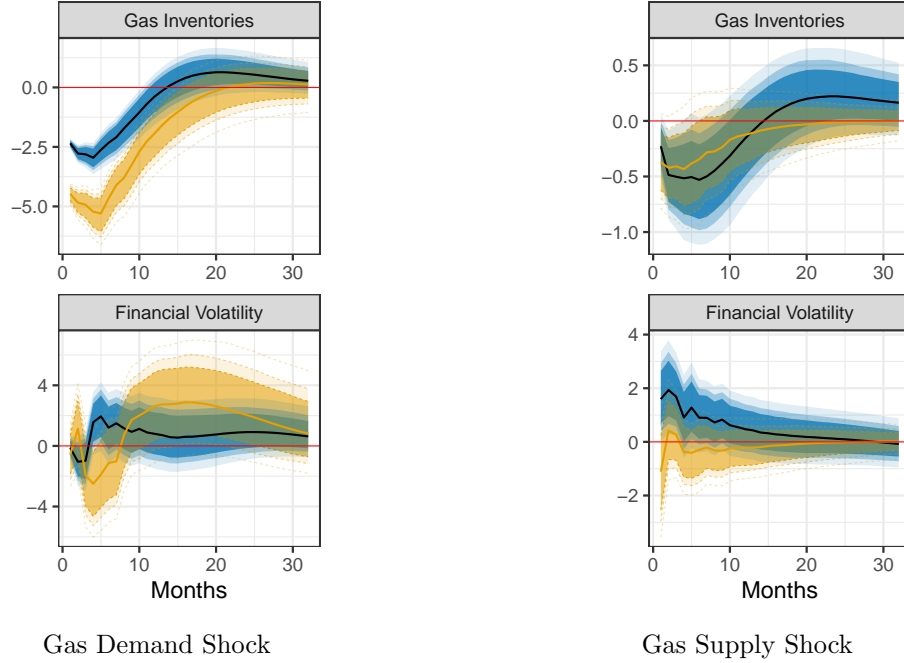 Gas Inventories
0.0
−2.5
−5.0
0 10 20 30
Financial Volatility
4
0
−4
0 10 20 30
Months
Gas Demand Shock
Gas Inventories
0.5
0.0
−0.5
−1.0
0 10 20 30
Financial Volatility
4
2
0
−2
0 10 20 30
Months
Gas Supply Shock